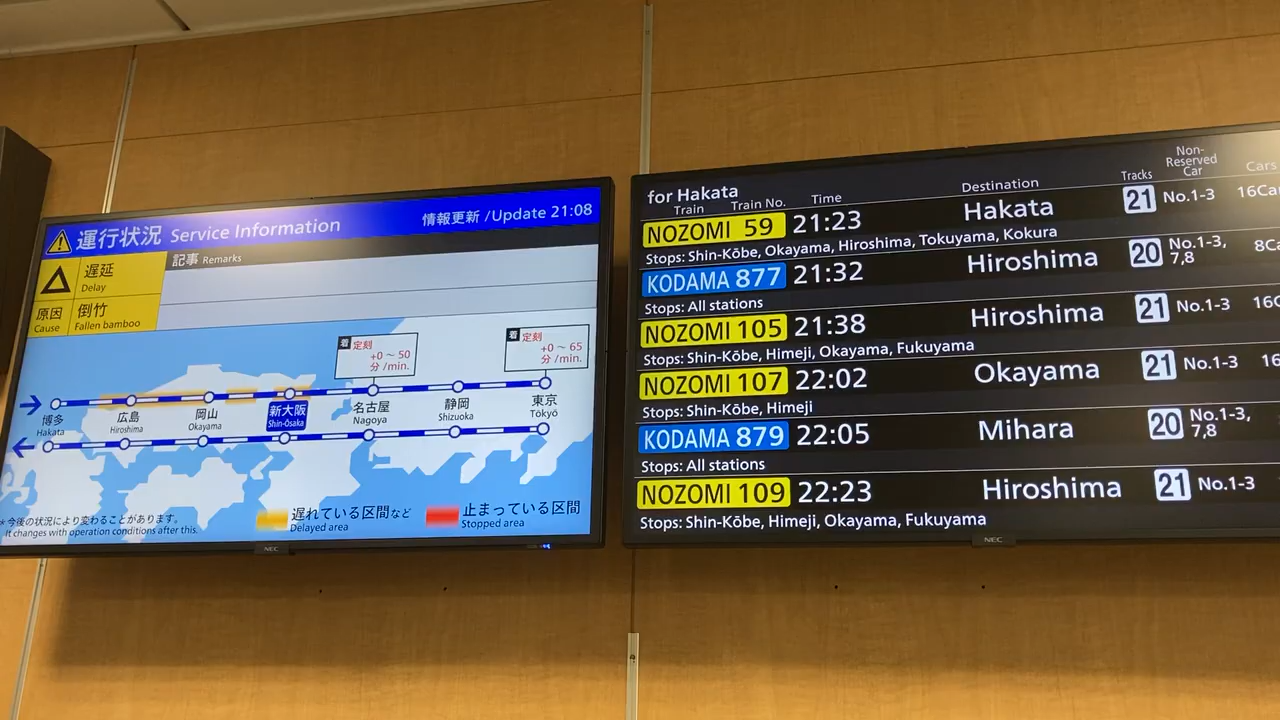 運行状況 Service Information 情報更新 /Update 21:08
遅延
Delay
記事 Remarks
原因
Cause
倒竹
Fallen bamboo
着 定刻
+0 ～ 50
分 /min.
着 定刻
+0 ～ 65
分 /min.
博多
Hakata
広島
Hiroshima
岡山
Okayama
新大阪
Shin-Ōsaka
名古屋
Nagoya
静岡
Shizuoka
東京
Tōkyō
遅れている区間など
Delayed area
止まっている区間
Stopped area
*今後の状況により変わることがあります。
It changes with operation conditions after this.
NEC
for Hakata
Train Train No. Time Destination Tracks Non-Reserved Car Cars
NOZOMI 59 21:23 Hakata 21 No.1-3
Stops: Shin-Kōbe, Okayama, Hiroshima, Tokuyama, Kokura
KODAMA 877 21:32 Hiroshima 20 No.1-3, 7,8
Stops: All stations
NOZOMI 105 21:38 Hiroshima 21 No.1-3
Stops: Shin-Kōbe, Himeji, Okayama, Fukuyama
NOZOMI 107 22:02 Okayama 21 No.1-3
Stops: Shin-Kōbe, Himeji
KODAMA 879 22:05 Mihara 20 No.1-3, 7,8
Stops: All stations
NOZOMI 109 22:23 Hiroshima 21 No.1-3
Stops: Shin-Kōbe, Himeji, Okayama, Fukuyama
NEC